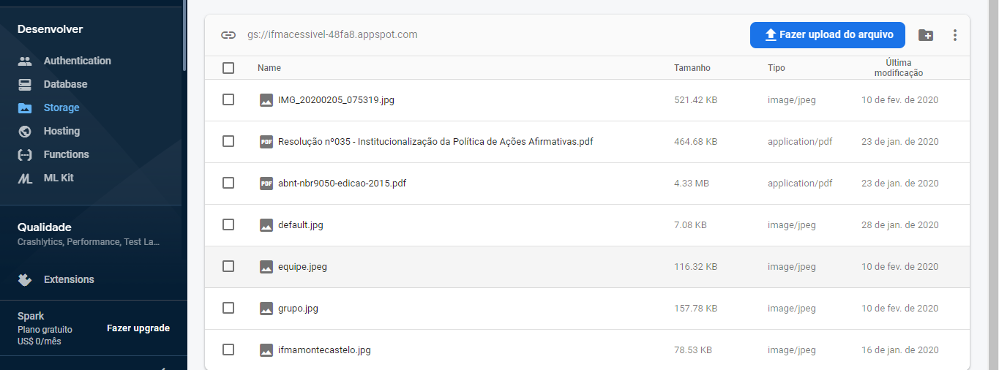 Desenvolver
Authentication
Database
Storage
Hosting
Functions
ML Kit
Qualidade
Crashlytics, Performance, Test La...
Extensions
Spark
Plano gratuito
US$ 0/mês
Fazer upgrade
gs://ifmacessivel-48fa8.appspot.com
Fazer upload do arquivo
Name Tamanho Tipo Última modificação
IMG_20200205_075319.jpg 521.42 KB image/jpeg 10 de fev. de 2020
PDF Resolução nº035 - Institucionalização da Política de Ações Afirmativas.pdf 464.68 KB application/pdf 23 de jan. de 2020
PDF abnt-nbr9050-edicao-2015.pdf 4.33 MB application/pdf 23 de jan. de 2020
default.jpg 7.08 KB image/jpeg 28 de jan. de 2020
equipe.jpeg 116.32 KB image/jpeg 10 de fev. de 2020
grupo.jpg 157.78 KB image/jpeg 10 de fev. de 2020
ifmamontecastelo.jpg 78.53 KB image/jpeg 16 de jan. de 2020